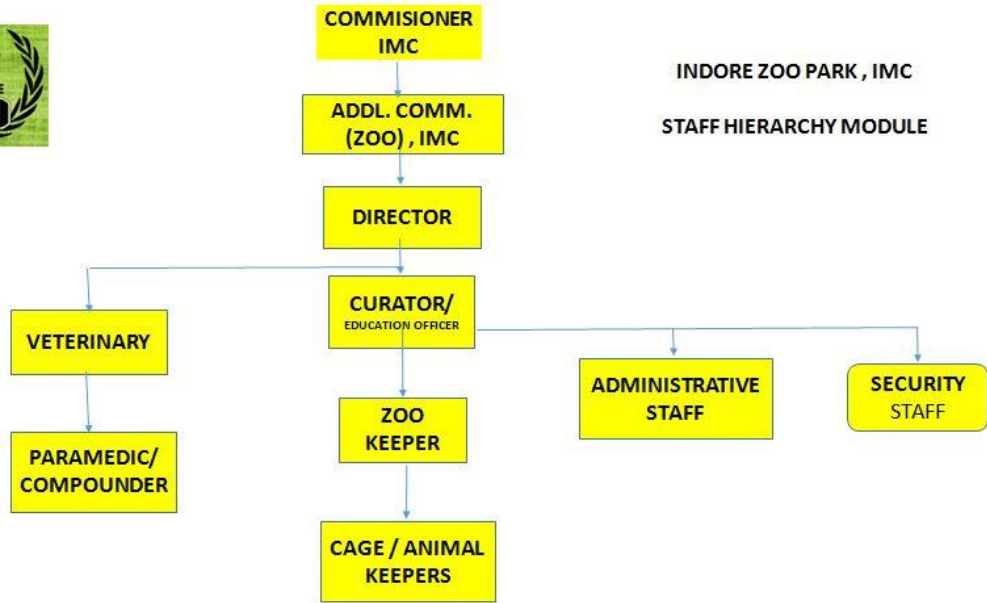 COMMISIONER
IMC
INDORE ZOO PARK , IMC
STAFF HIERARCHY MODULE
ADDL. COMM.
(ZOO) , IMC
DIRECTOR
CURATOR/
EDUCATION OFFICER
VETERINARY
ADMINISTRATIVE
STAFF
SECURITY
STAFF
ZOO
KEEPER
PARAMEDIC/
COMPOUNDER
CAGE / ANIMAL
KEEPERS